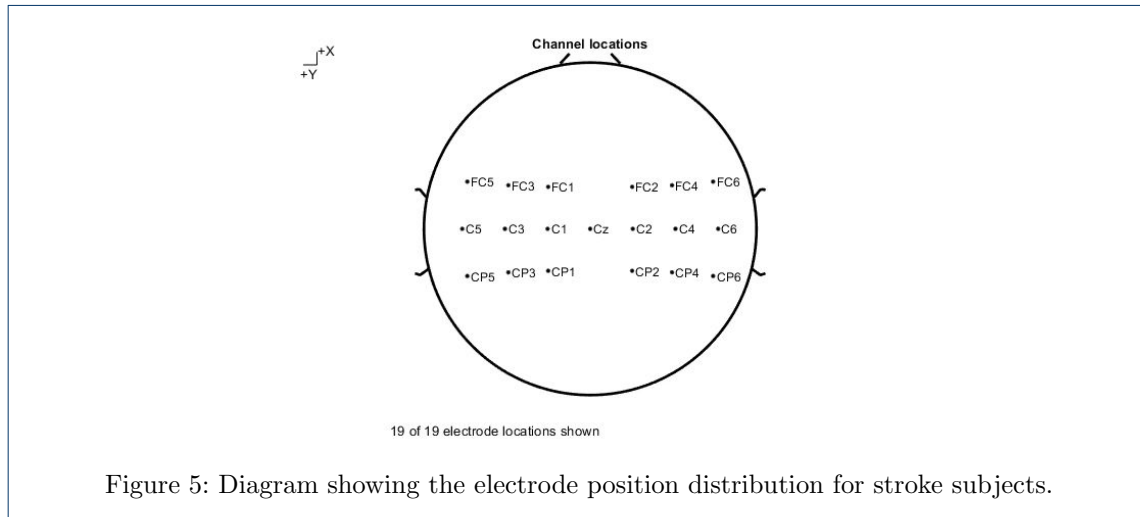 Channel locations
+X
+Y
FC5 FC3 FC1 FC2 FC4 FC6
C5 C3 C1 Cz C2 C4 C6
CP5 CP3 CP1 CP2 CP4 CP6
19 of 19 electrode locations shown
Figure 5: Diagram showing the electrode position distribution for stroke subjects.